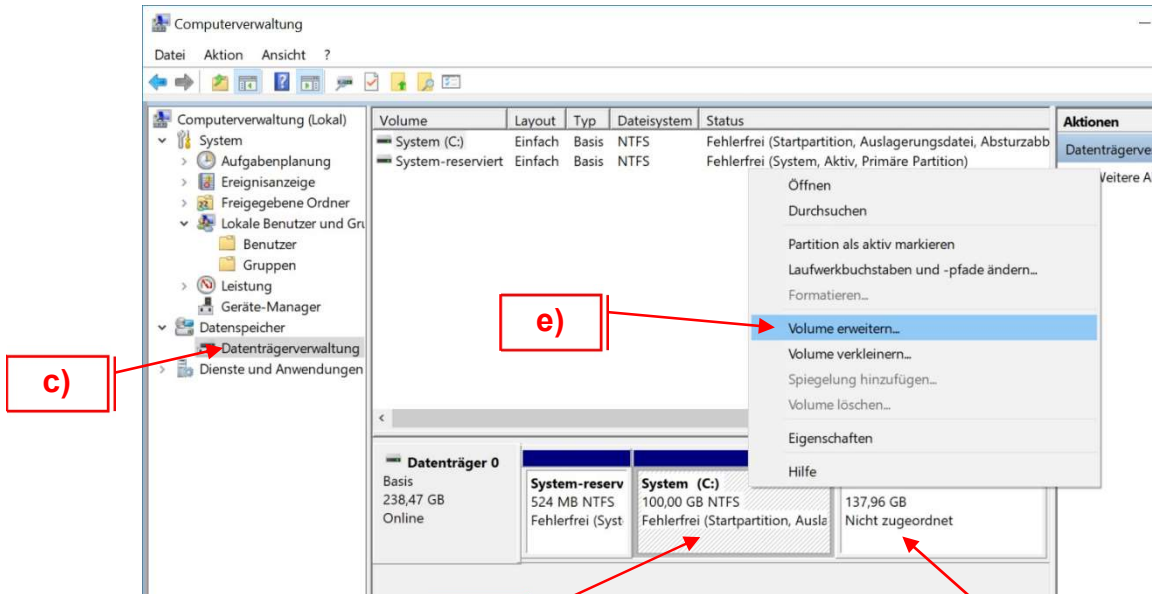 Computerverwaltung
Datei Aktion Ansicht ?
Computerverwaltung (Lokal)
System
Aufgabenplanung
Ereignisanzeige
Freigegebene Ordner
Lokale Benutzer und Gru
Benutzer
Gruppen
Leistung
Geräte-Manager
Datenspeicher
Datenträgerverwaltung
Dienste und Anwendungen
c)
Volume Layout Typ Dateisystem Status
System (C:) Einfach Basis NTFS Fehlerfrei (Startpartition, Auslagerungsdatei, Absturzabb
System-reserviert Einfach Basis NTFS Fehlerfrei (System, Aktiv, Primäre Partition)
Aktionen
Datenträgerve
Weitere A
Öffnen
Durchsuchen
Partition als aktiv markieren
Laufwerkbuchstaben und -pfade ändern...
Formatieren...
e)
Volume erweitern...
Volume verkleinern...
Spiegelung hinzufügen...
Volume löschen...
Eigenschaften
Hilfe
Datenträger 0
Basis
238,47 GB
Online
System-reserv
524 MB NTFS
Fehlerfrei (Syst
System (C:)
100,00 GB NTFS
Fehlerfrei (Startpartition, Ausla
137,96 GB
Nicht zugeordnet